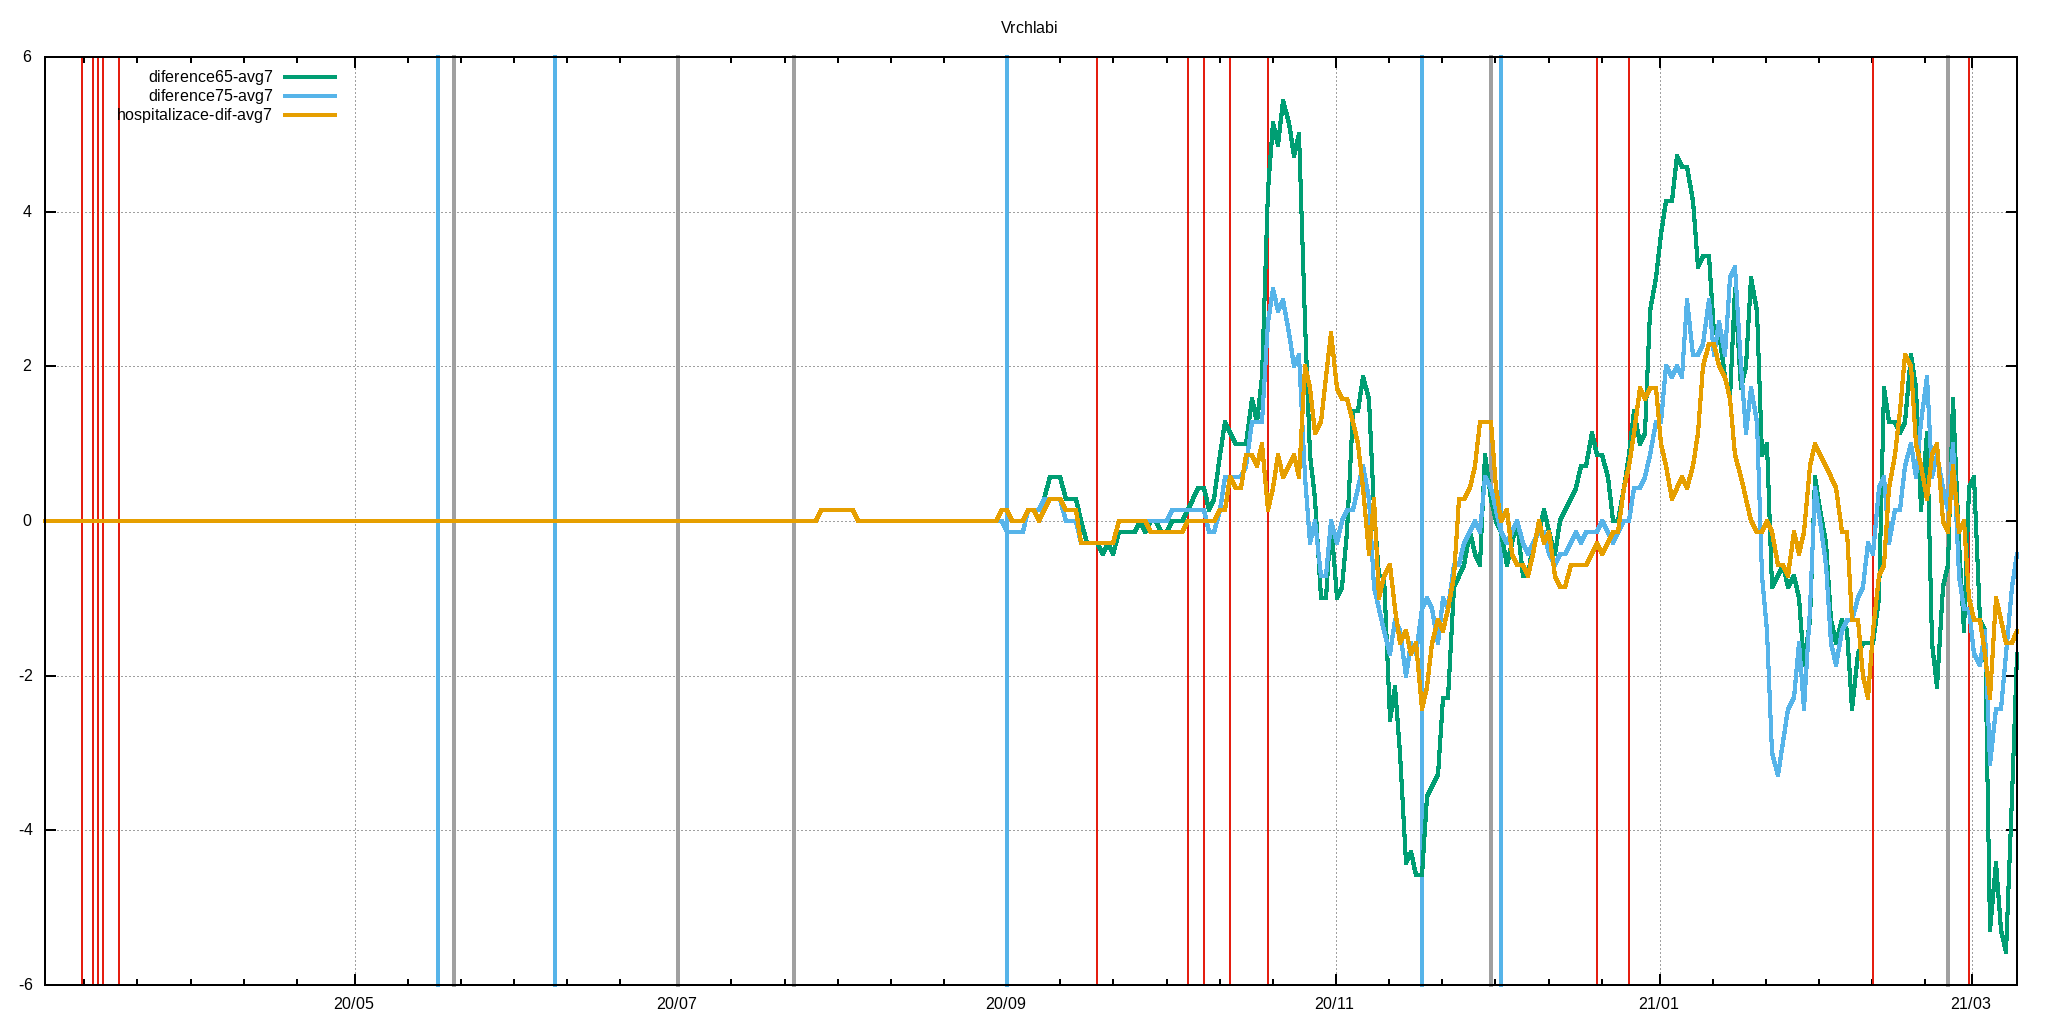 Vrchlabi
6
diference65-avg7
diference75-avg7
hospitalizace-dif-avg7
4
2
0
-2
-4
-6
20/05 20/07 20/09 20/11 21/01 21/03